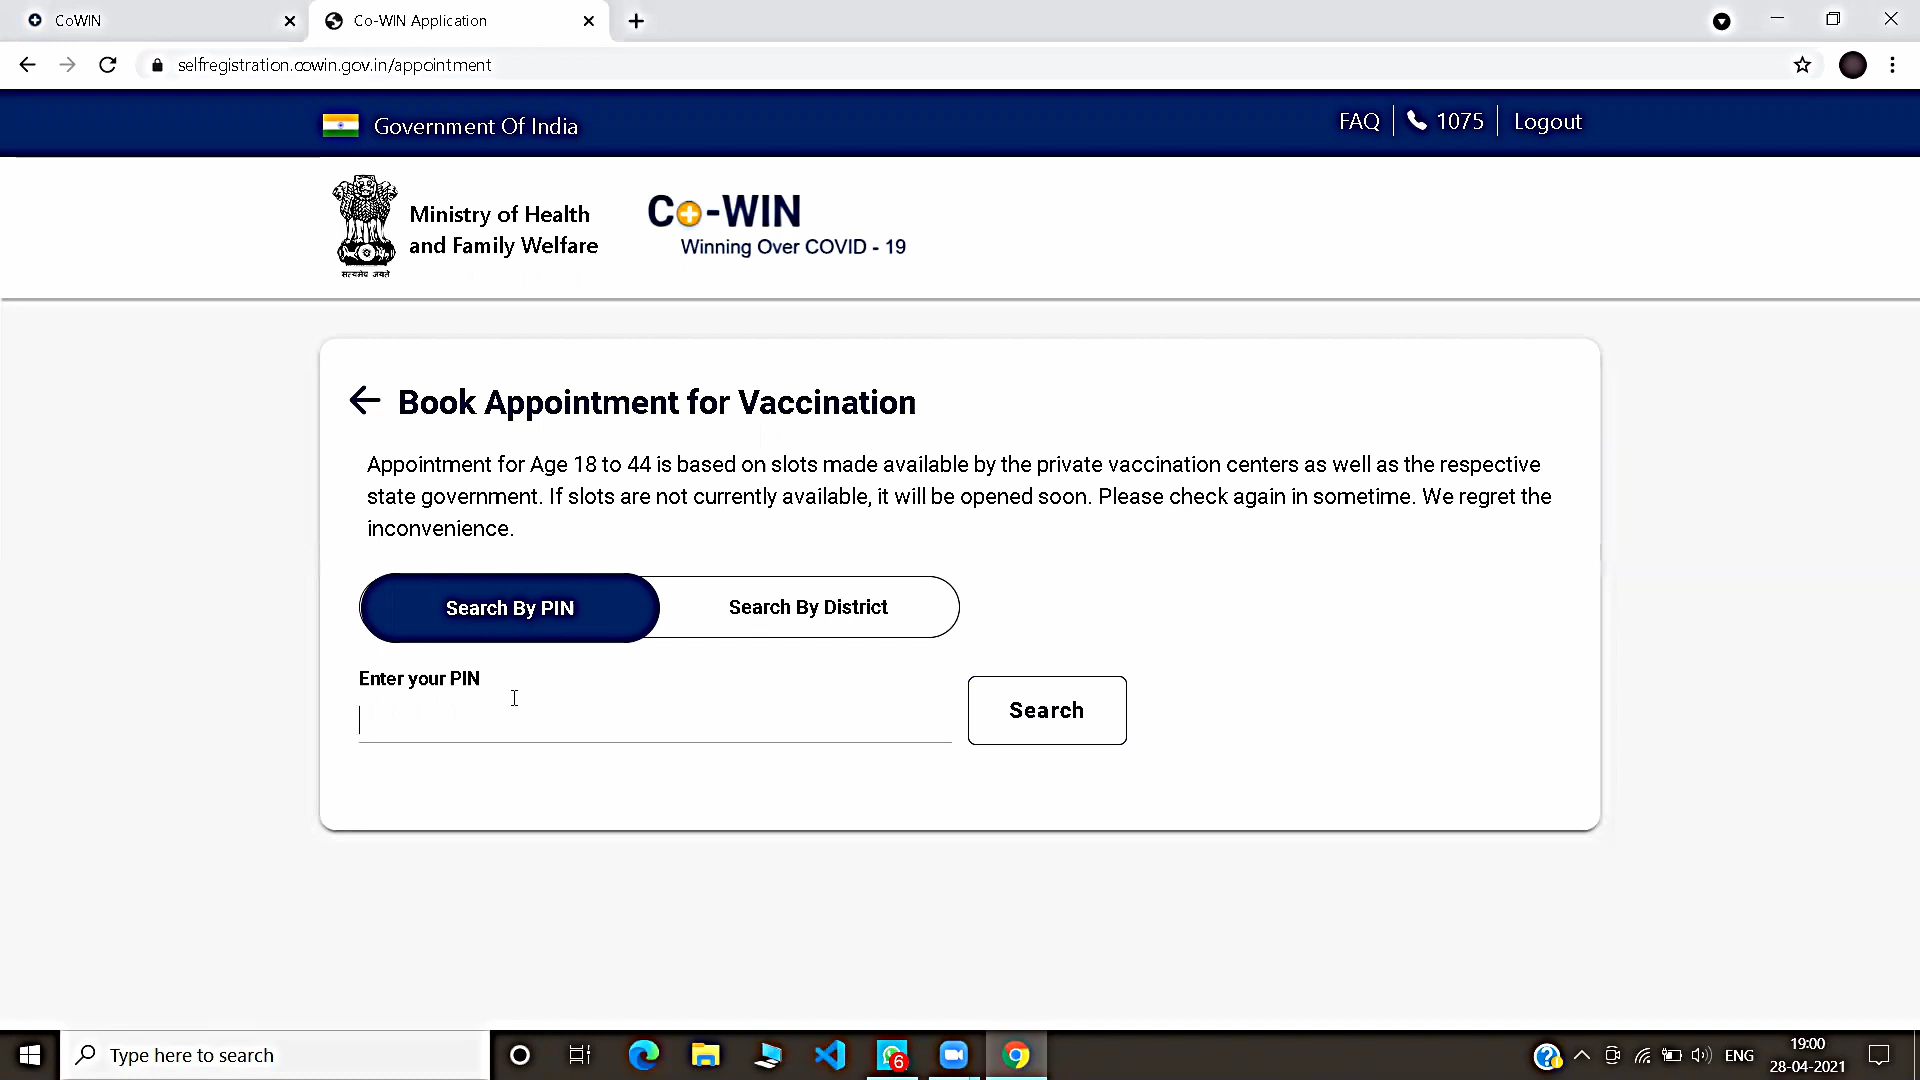 CoWIN
Co-WIN Application
selfregistration.cowin.gov.in/appointment
Government Of India
FAQ
1075
Logout
सत्यमेव जयते
Ministry of Health
and Family Welfare
Co-WIN
Winning Over COVID - 19
Book Appointment for Vaccination
Appointment for Age 18 to 44 is based on slots made available by the private vaccination centers as well as the respective
state government. If slots are not currently available, it will be opened soon. Please check again in sometime. We regret the
inconvenience.
Search By PIN
Search By District
Enter your PIN
Search
Type here to search
6
ENG
19:00
28-04-2021